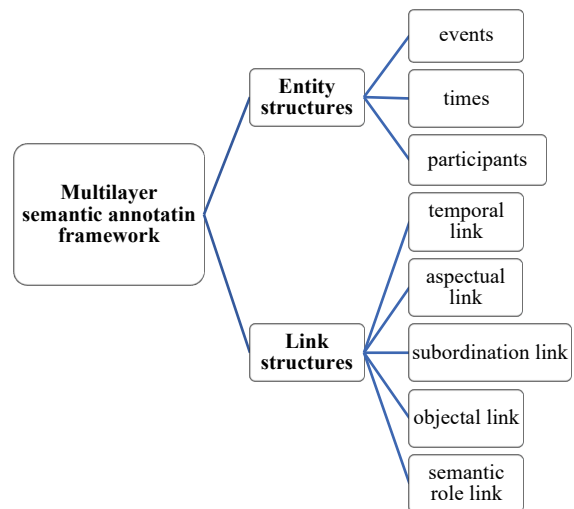 events
Entity
structures
times
participants
Multilayer
semantic annotatin
framework
temporal
link
aspectual
link
Link
structures
subordination link
objectal link
semantic
role link